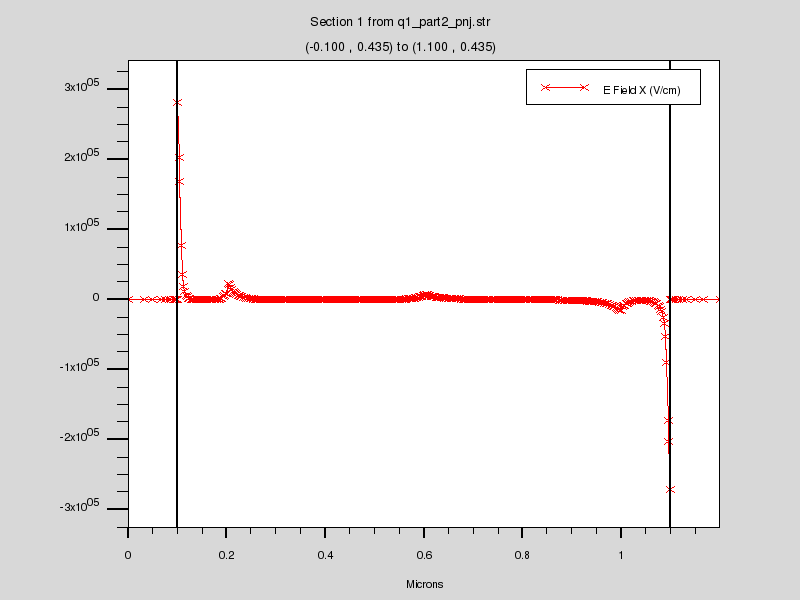 Section 1 from q1_part2_pnj.str
(-0.100 , 0.435) to (1.100 , 0.435)
E Field X (V/cm)
3x10^05
2x10^05
1x10^05
0
-1x10^05
-2x10^05
-3x10^05
0 0.2 0.4 0.6 0.8 1
Microns